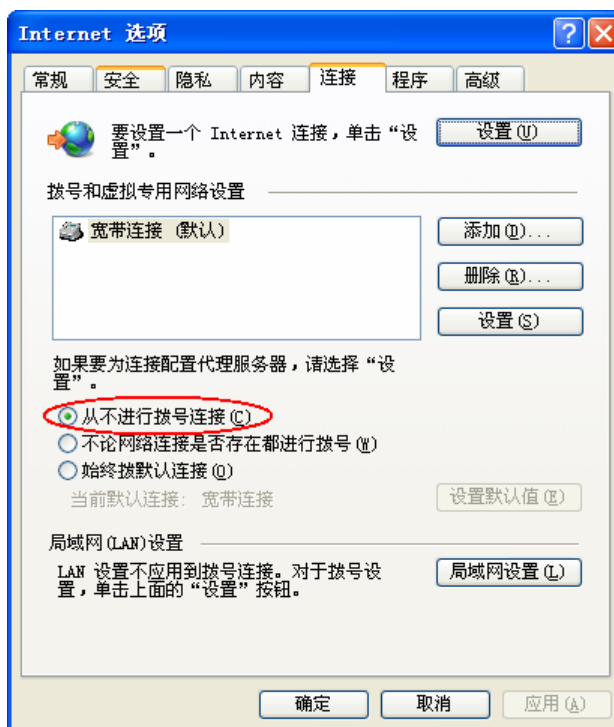 Internet 选项
常规 安全 隐私 内容 连接 程序 高级
要设置一个 Internet 连接，单击“设
置”。
设置(U)
拨号和虚拟专用网络设置
宽带连接 (默认)
添加(D)...
删除(R)...
设置(S)
如果要为连接配置代理服务器，请选择“设
置”。
从不进行拨号连接(C)
不论网络连接是否存在都进行拨号(W)
始终拨默认连接(O)
当前默认连接: 宽带连接
设置默认值(E)
局域网(LAN)设置
LAN 设置不应用到拨号连接。对于拨号设
置，单击上面的“设置”按钮。
局域网设置(L)
确定 取消 应用(A)